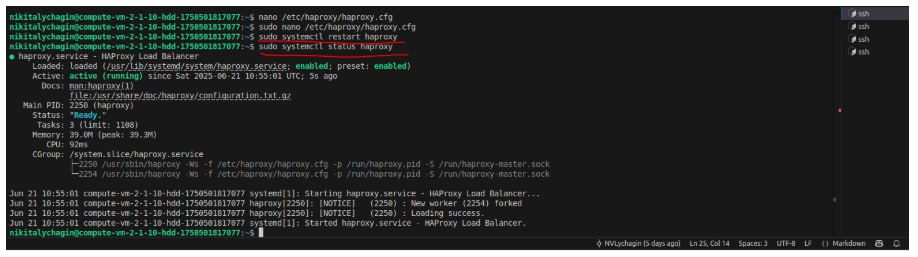 nikitalychagin@compute-vm-2-1-10-hdd-1750501817077:~$ nano /etc/haproxy/haproxy.cfg
nikitalychagin@compute-vm-2-1-10-hdd-1750501817077:~$ sudo nano /etc/haproxy/haproxy.cfg
nikitalychagin@compute-vm-2-1-10-hdd-1750501817077:~$ sudo systemctl restart haproxy
nikitalychagin@compute-vm-2-1-10-hdd-1750501817077:~$ sudo systemctl status haproxy
● haproxy.service - HAProxy Load Balancer
Loaded: loaded (/usr/lib/systemd/system/haproxy.service; enabled; preset: enabled)
Active: active (running) since Sat 2025-06-21 10:55:01 UTC; 5s ago
Docs: man:haproxy(1)
file:/usr/share/doc/haproxy/configuration.txt.gz
Main PID: 2250 (haproxy)
Status: "Ready."
Tasks: 3 (limit: 1108)
Memory: 39.0M (peak: 39.3M)
CPU: 92ms
CGroup: /system.slice/haproxy.service
├─2250 /usr/sbin/haproxy -Ws -f /etc/haproxy/haproxy.cfg -p /run/haproxy.pid -S /run/haproxy-master.sock
└─2254 /usr/sbin/haproxy -Ws -f /etc/haproxy/haproxy.cfg -p /run/haproxy.pid -S /run/haproxy-master.sock
Jun 21 10:55:01 compute-vm-2-1-10-hdd-1750501817077 systemd[1]: Starting haproxy.service - HAProxy Load Balancer...
Jun 21 10:55:01 compute-vm-2-1-10-hdd-1750501817077 haproxy[2250]: [NOTICE] (2250) : New worker (2254) forked
Jun 21 10:55:01 compute-vm-2-1-10-hdd-1750501817077 haproxy[2250]: [NOTICE] (2250) : Loading success.
Jun 21 10:55:01 compute-vm-2-1-10-hdd-1750501817077 systemd[1]: Started haproxy.service - HAProxy Load Balancer.
nikitalychagin@compute-vm-2-1-10-hdd-1750501817077:~$
ssh
ssh
ssh
NVLychagin (5 days ago) Ln 25, Col 14 Spaces: 3 UTF-8 LF {} Markdown